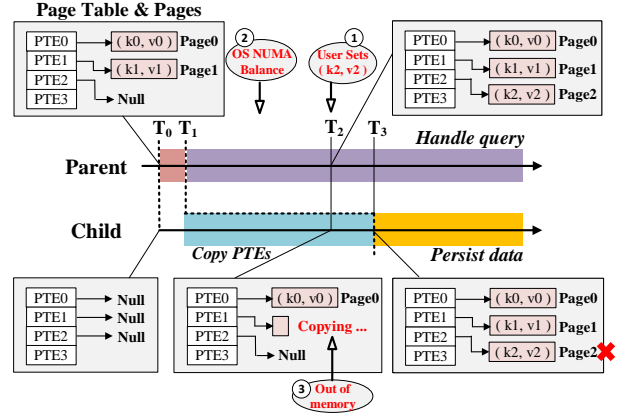 Page Table & Pages
PTE0 ( k0, v0 ) Page0
PTE1 ( k1, v1 ) Page1
PTE2 Null
PTE3
2
OS NUMA
Balance
1
User Sets
( k2, v2 )
PTE0 ( k0, v0 ) Page0
PTE1 ( k1, v1 ) Page1
PTE2 ( k2, v2 ) Page2
PTE3
T0 T1 T2 T3
Handle query
Parent
Child
Copy PTEs
Persist data
PTE0 Null
PTE1 Null
PTE2 Null
PTE3
PTE0 ( k0, v0 ) Page0
PTE1 Copying ...
PTE2 Null
PTE3
3
Out of
memory
PTE0 ( k0, v0 ) Page0
PTE1 ( k1, v1 ) Page1
PTE2 ( k2, v2 ) Page2
PTE3